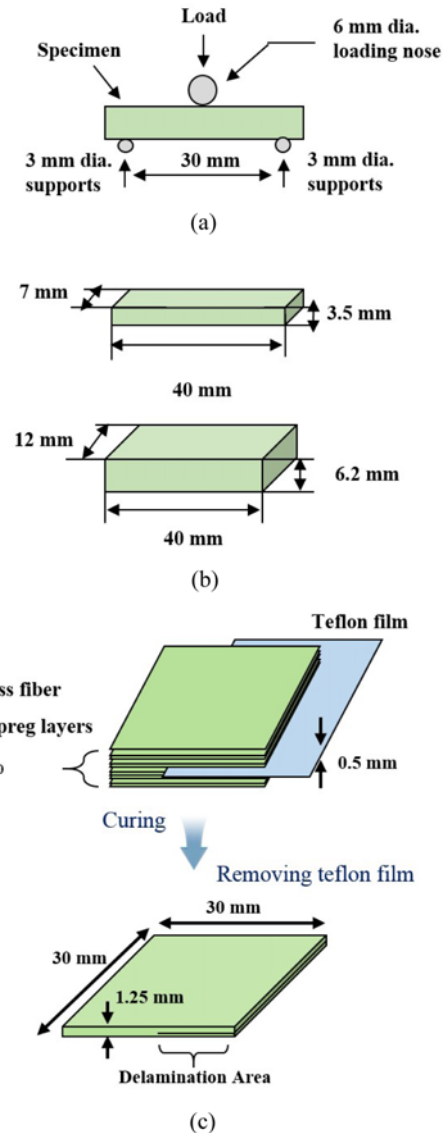 Load
6 mm dia.
loading nose
Specimen
3 mm dia.
supports
30 mm
3 mm dia.
supports
(a)
7 mm
3.5 mm
40 mm
12 mm
6.2 mm
40 mm
(b)
Teflon film
fiber
layers
0.5 mm
Curing
Removing teflon film
30 mm
30 mm
1.25 mm
Delamination Area
(c)